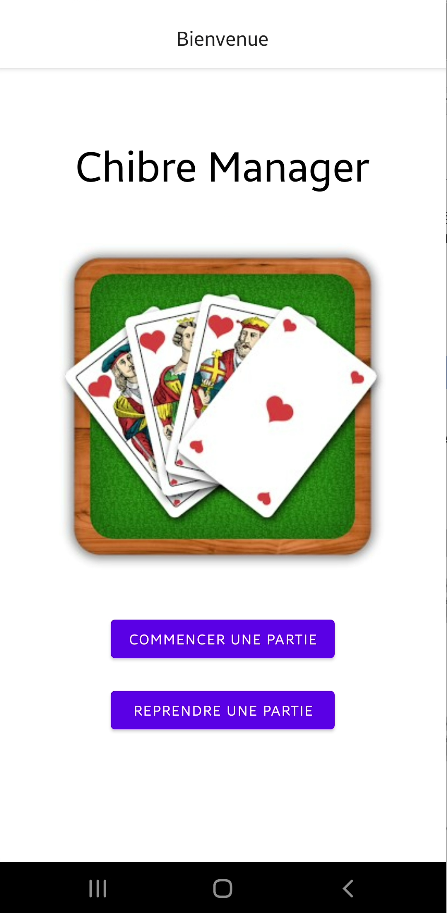 Bienvenue
Chibre Manager
COMMENCER UNE PARTIE
REPRENDRE UNE PARTIE